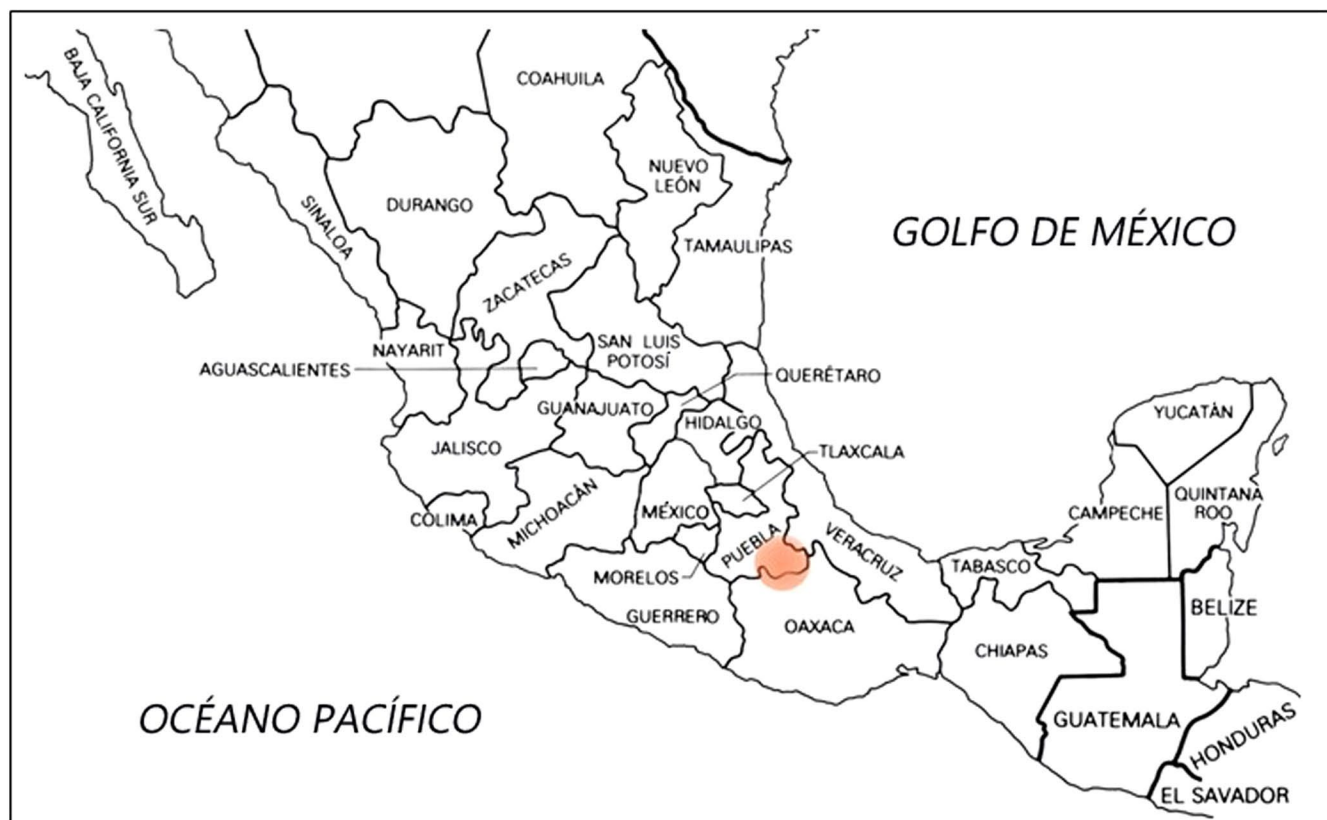 BAJA CALIFORNIA SUR
COAHUILA
NUEVO
LEÓN
SINALOA
DURANGO
GOLFO DE MÉXICO
TAMAULIPAS
ZACATECAS
NAYARIT
SAN LUIS
POTOSÍ
AGUASCALIENTES
QUERÉTARO
GUANAJUATO
HIDALGO
YUCATÁN
JALISCO
TLAXCALA
MICHOACÁN
QUINTANA
ROO
CAMPECHE
COLIMA
MÉXICO
PUEBLA
VERACRUZ
TABASCO
MORELOS
BELIZE
GUERRERO
OAXACA
CHIAPAS
OCÉANO PACÍFICO
GUATEMALA
HONDURAS
EL SAVADOR